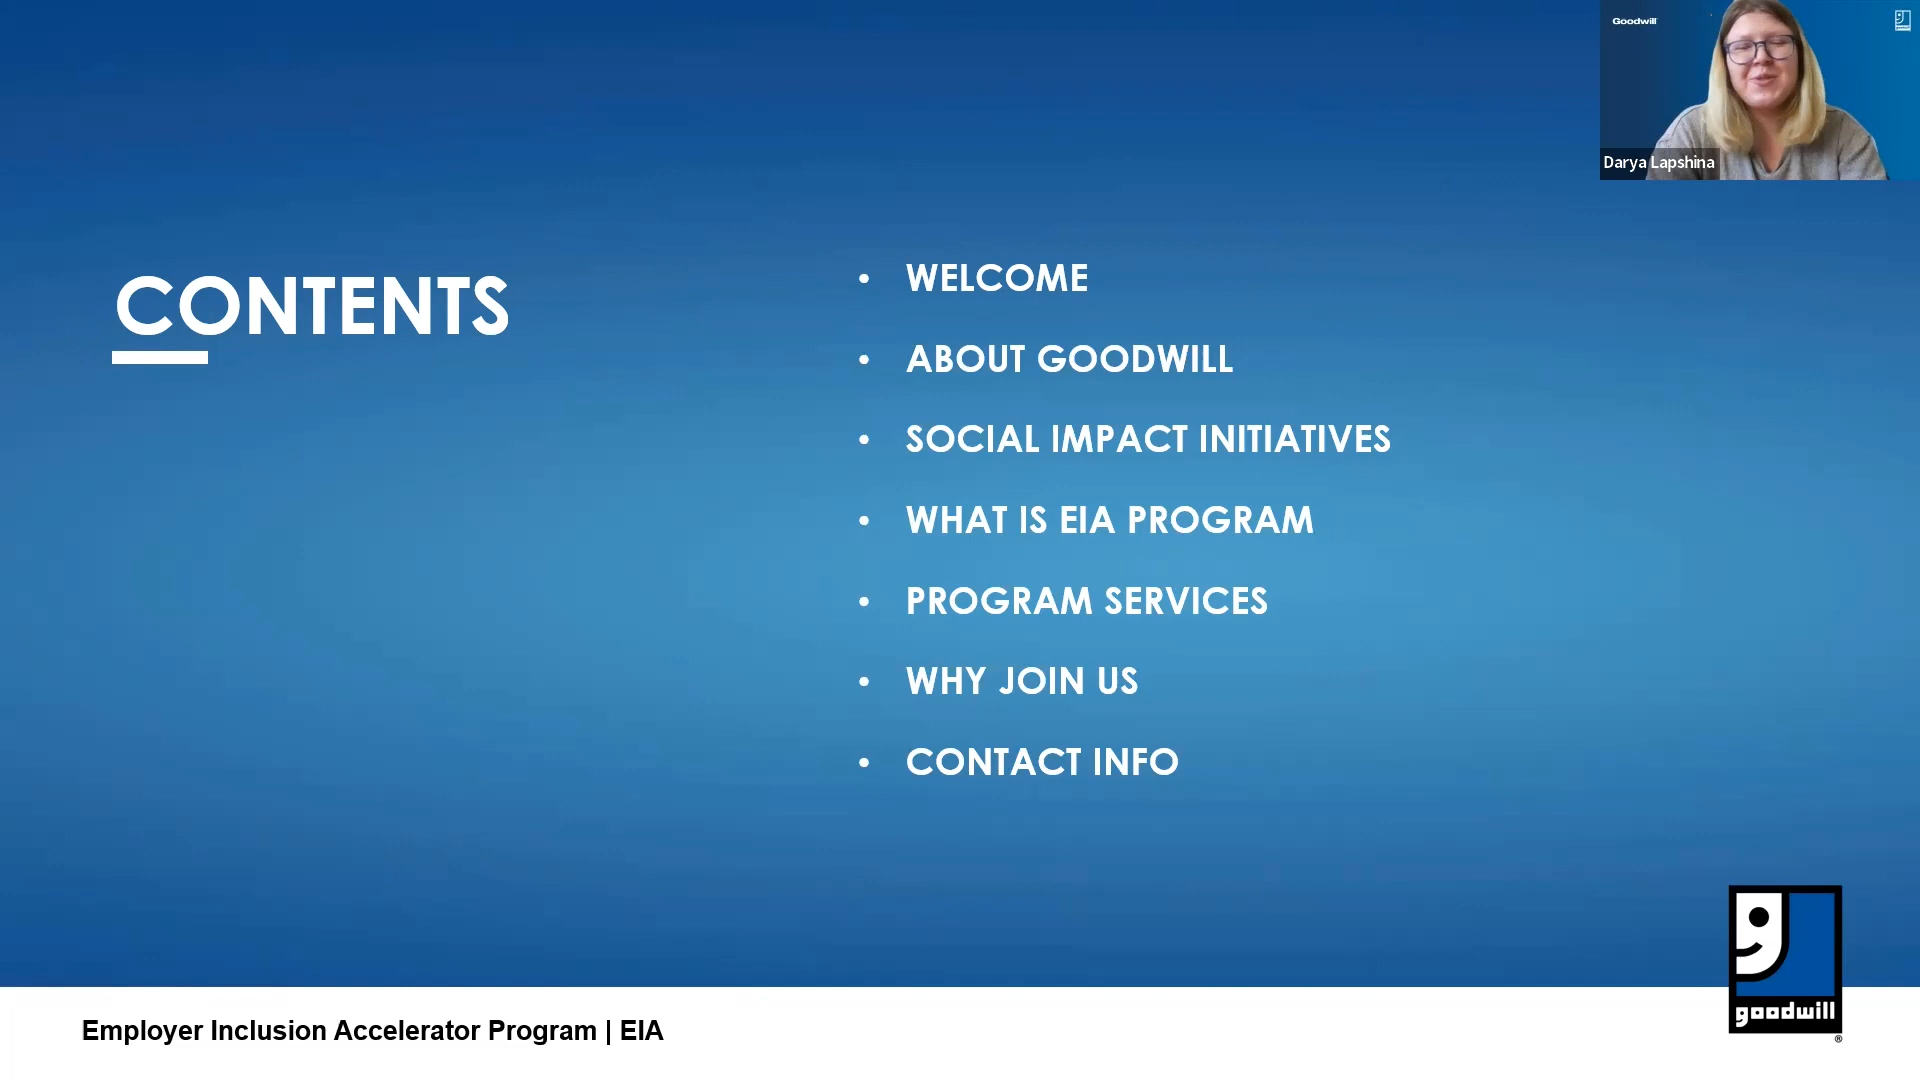 Goodwill
Darya Lapshina
CONTENTS
• WELCOME
• ABOUT GOODWILL
• SOCIAL IMPACT INITIATIVES
• WHAT IS EIA PROGRAM
• PROGRAM SERVICES
• WHY JOIN US
• CONTACT INFO
goodwill
®
Employer Inclusion Accelerator Program | EIA